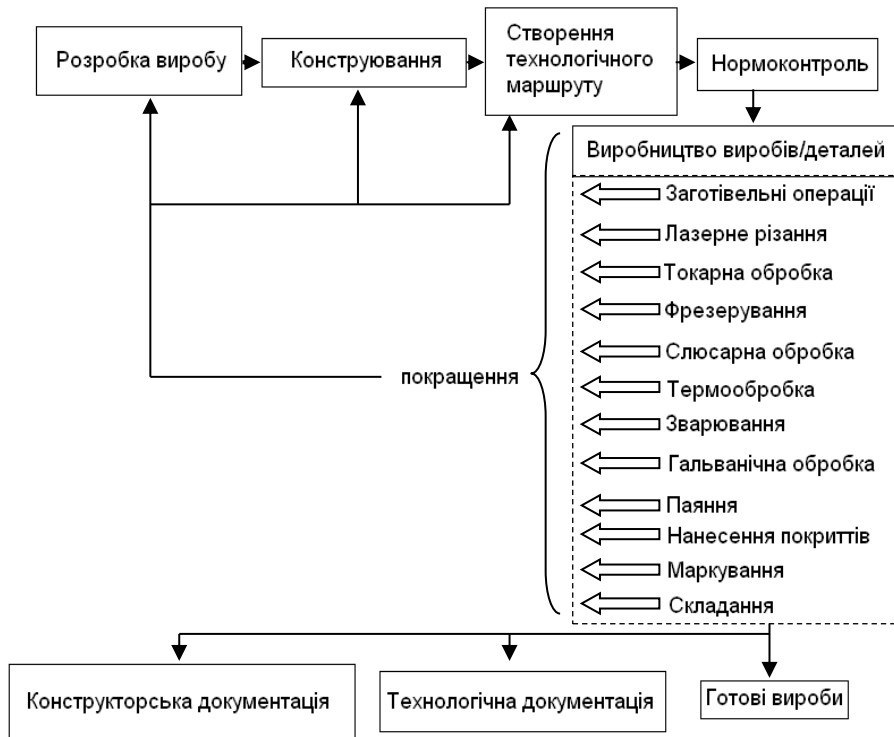 Розробка виробу
Конструювання
Створення
технологічного
маршруту
Нормоконтроль
Виробництво виробів/деталей
Заготівельні операції
Лазерне різання
Токарна обробка
Фрезерування
Слюсарна обробка
покращення
Термообробка
Зварювання
Гальванічна обробка
Паяння
Нанесення покриттів
Маркування
Складання
Конструкторська документація
Технологічна документація
Готові вироби